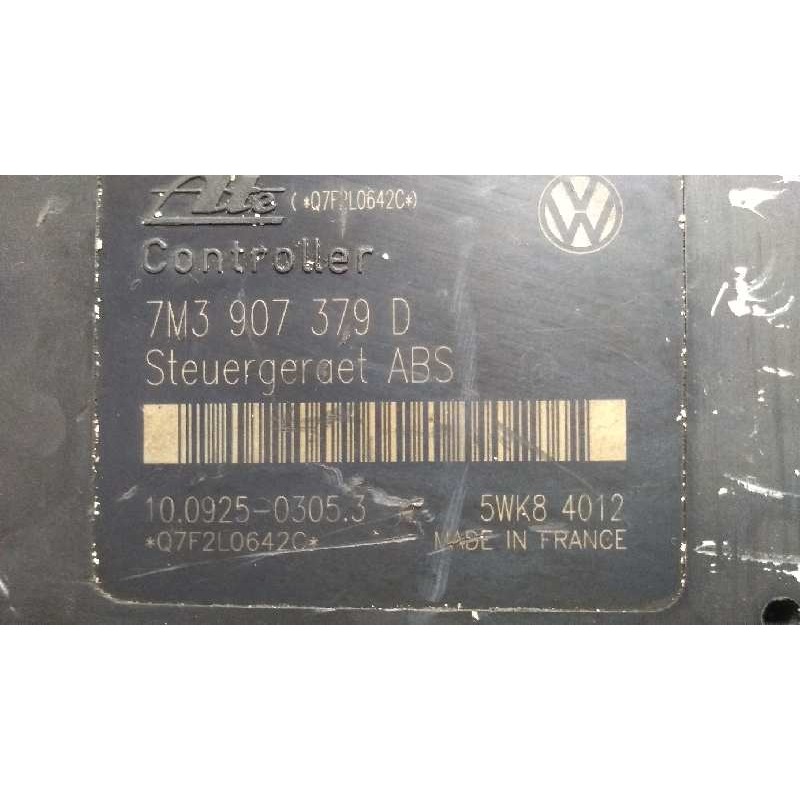 Ate (*Q7F2L0642C*)
Controller
7M3 907 379 D
Steuergeraet ABS
10.0925-0305.3 5WK8 4012
*Q7F2L0642C* MADE IN FRANCE